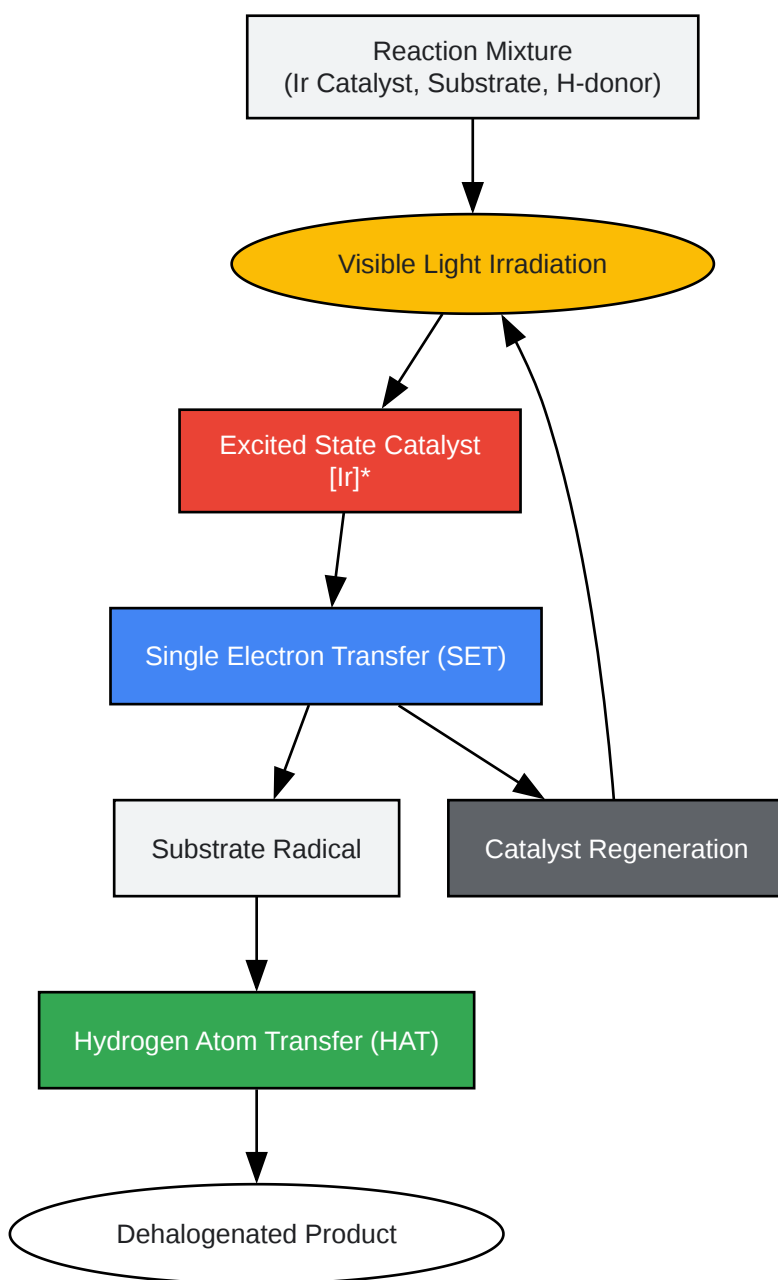 Reaction Mixture
(Ir Catalyst, Substrate, H-donor)
Visible Light Irradiation
Excited State Catalyst
[Ir]*
Single Electron Transfer (SET)
Substrate Radical
Catalyst Regeneration
Hydrogen Atom Transfer (HAT)
Dehalogenated Product